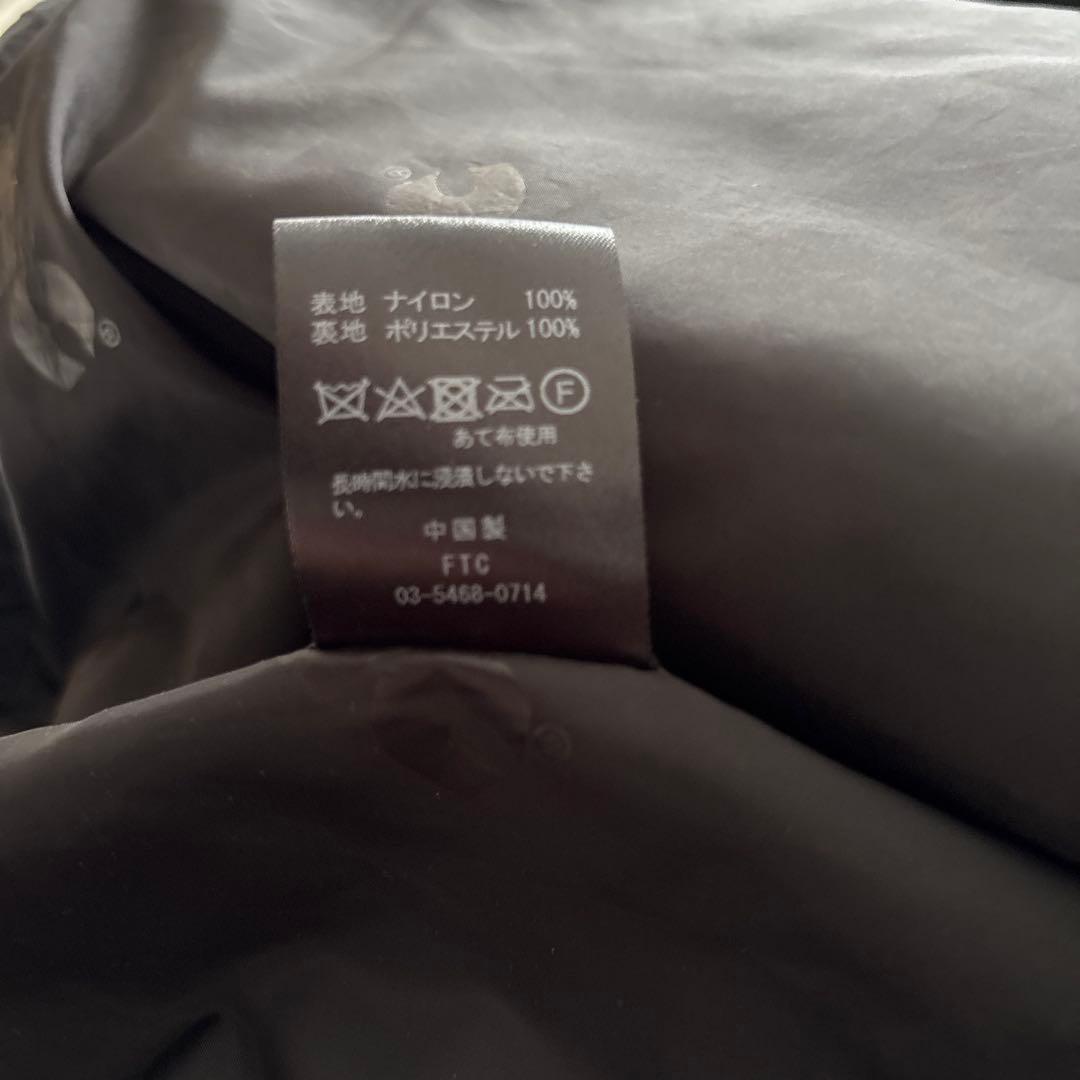 ®
®
表地 ナイロン 100%
裏地 ポリエステル 100%
F
あて布使用
長時間水に浸漬しないで下さ
い。
中国製
FTC
03-5468-0714
®